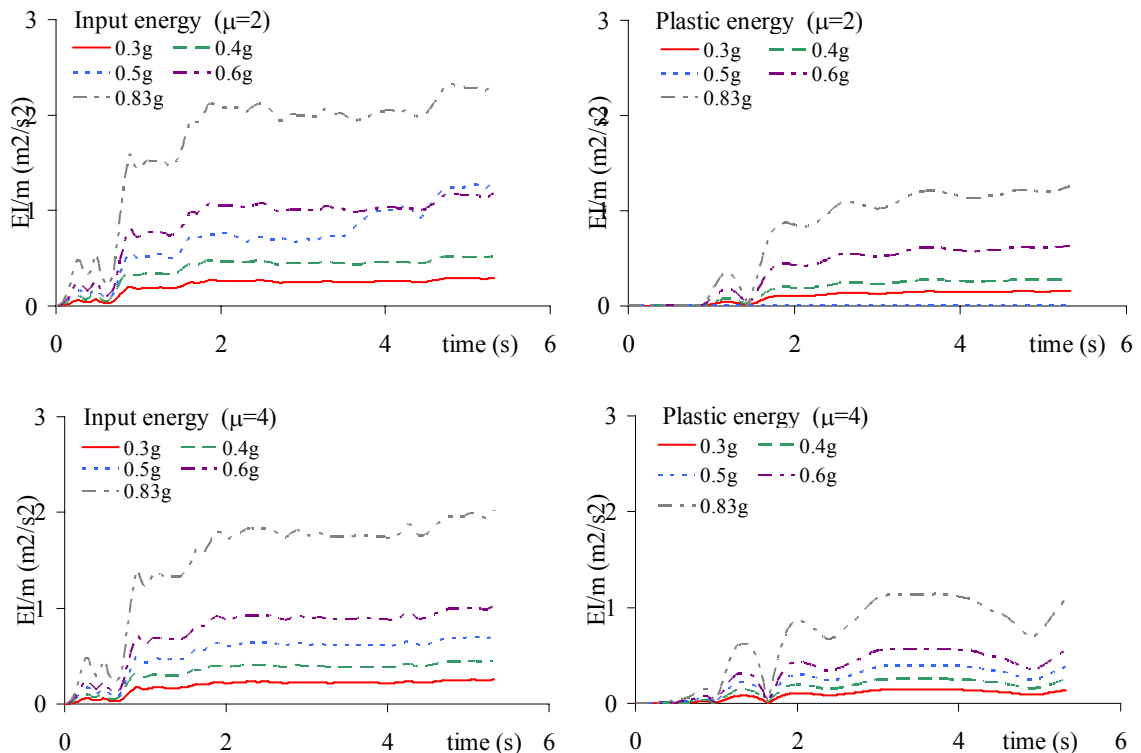 Input energy (μ=2)
0.3g 0.4g
0.5g 0.6g
0.83g
EI/m (m2/s2)
3
2
1
0
0 2 4 time (s) 6
Plastic energy (μ=2)
0.3g 0.4g
0.5g 0.6g
0.83g
EI/m (m2/s2)
3
2
1
0
0 2 4 time (s) 6
Input energy (μ=4)
0.3g 0.4g
0.5g 0.6g
0.83g
EI/m (m2/s2)
3
2
1
0
0 2 4 time (s) 6
Plastic energy (μ=4)
0.3g 0.4g
0.5g 0.6g
0.83g
EI/m (m2/s2)
3
2
1
0
0 2 4 time (s) 6